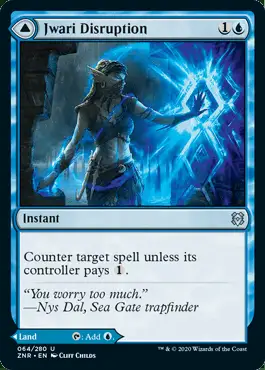 Jwari Disruption 1
Instant
Counter target spell unless its
controller pays 1.
“You worry too much.”
—Nys Dal, Sea Gate trapfinder
Land : Add
064/280 U
ZNR • EN Cliff Childs
™ & © 2020 Wizards of the Coast